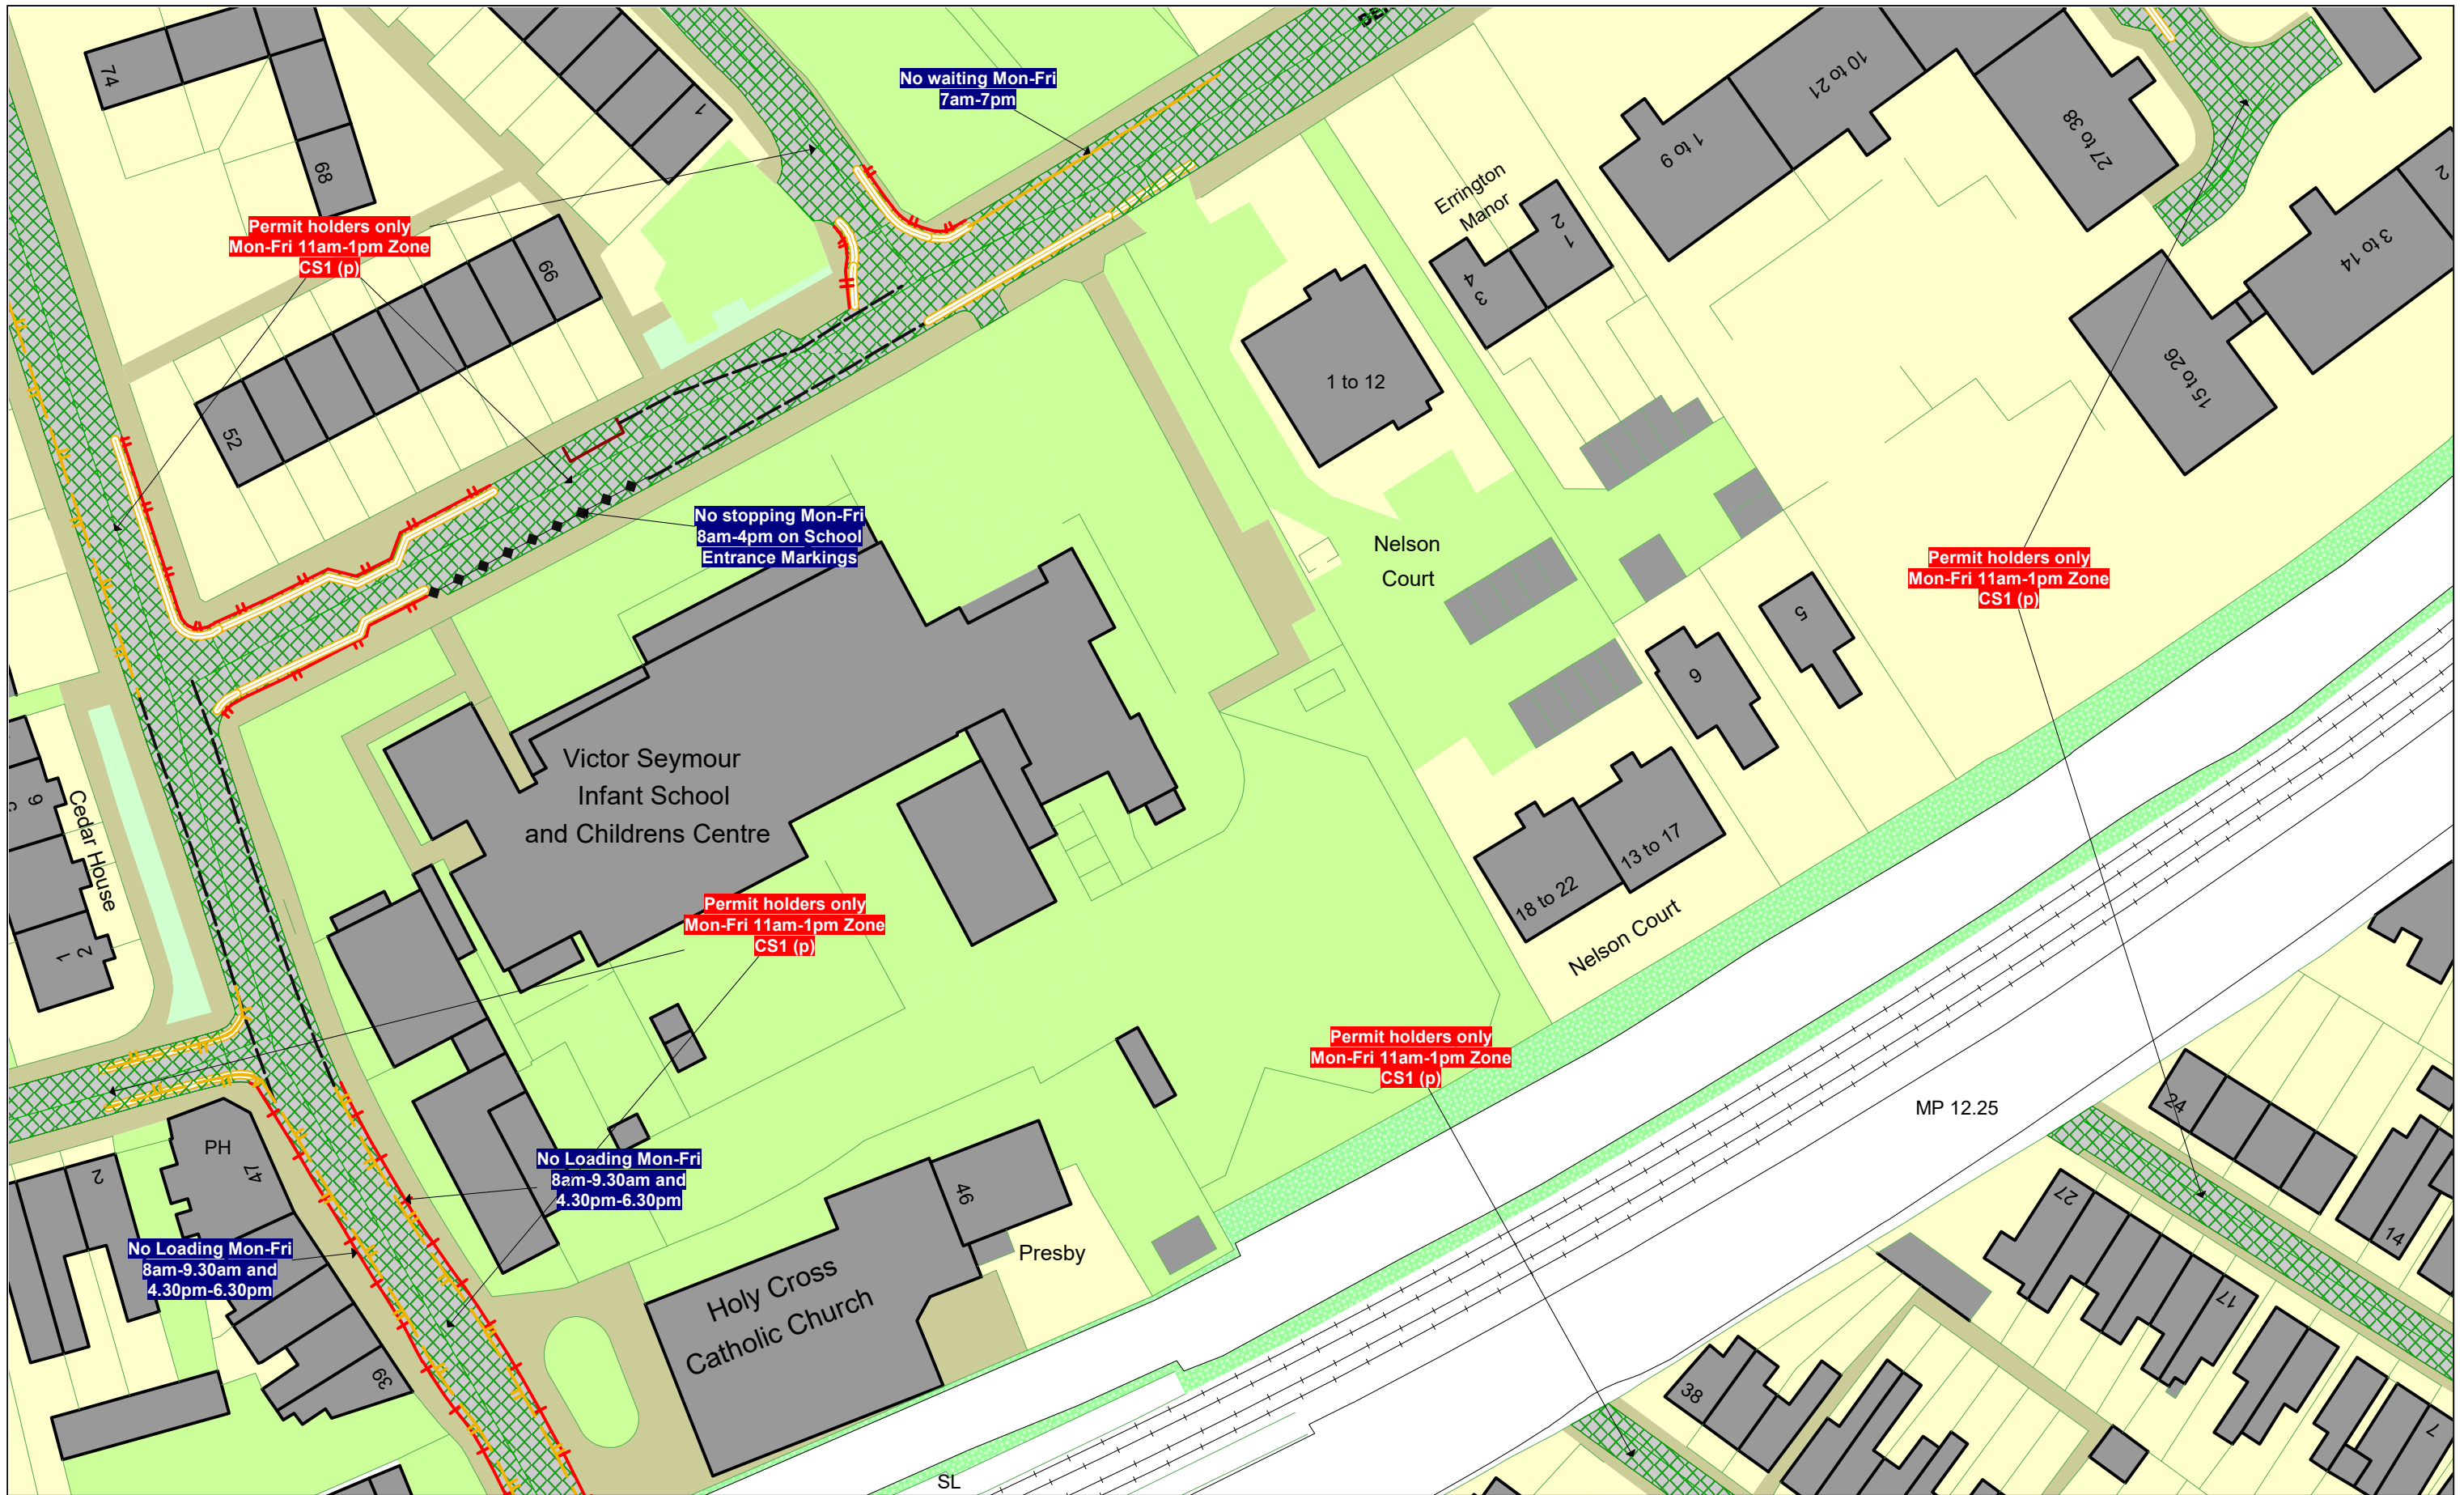 74
68
1
No waiting Mon-Fri
7am-7pm
10 to 21
1 to 9
27 to 38
2
3 to 14
15 to 26
Errington
Manor
2
1
4
3
1 to 12
Permit holders only
Mon-Fri 11am-1pm Zone
CS1 (p)
66
52
No stopping Mon-Fri
8am-4pm on School
Entrance Markings
Nelson
Court
Permit holders only
Mon-Fri 11am-1pm Zone
CS1 (p)
5
9
Victor Seymour
Infant School
and Childrens Centre
Cedar House
6
1
2
13 to 17
18 to 22
Nelson Court
Permit holders only
Mon-Fri 11am-1pm Zone
CS1 (p)
Permit holders only
Mon-Fri 11am-1pm Zone
CS1 (p)
MP 12.25
PH
47
2
No Loading Mon-Fri
8am-9.30am and
4.30pm-6.30pm
No Loading Mon-Fri
8am-9.30am and
4.30pm-6.30pm
46
Presby
Holy Cross
Catholic Church
39
24
27
14
17
38
7
SL